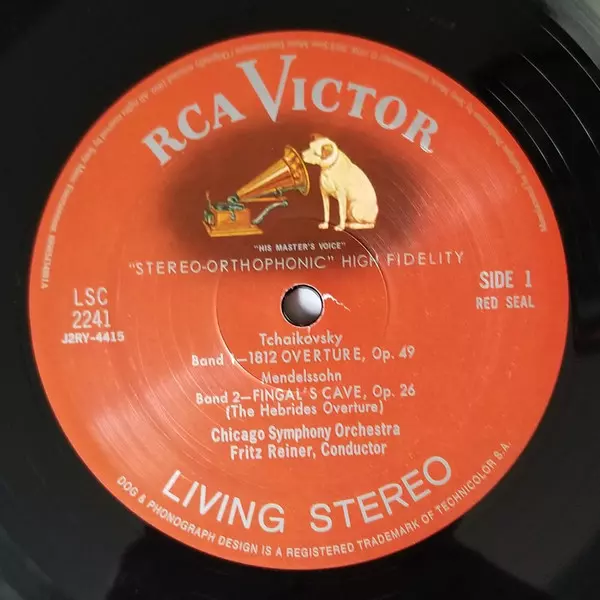 RCA VICTOR
"HIS MASTER'S VOICE"
"STEREO-ORTHOPHONIC" HIGH FIDELITY
LSC
2241
J2RY-4415
SIDE 1
RED SEAL
Tchaikovsky
Band 1—1812 OVERTURE, Op. 49
Mendelssohn
Band 2—FINGAL'S CAVE, Op. 26
(The Hebrides Overture)
Chicago Symphony Orchestra
Fritz Reiner, Conductor
LIVING STEREO
DOG & PHONOGRAPH DESIGN IS A REGISTERED TRADEMARK OF TECHNICOLOR S.A.